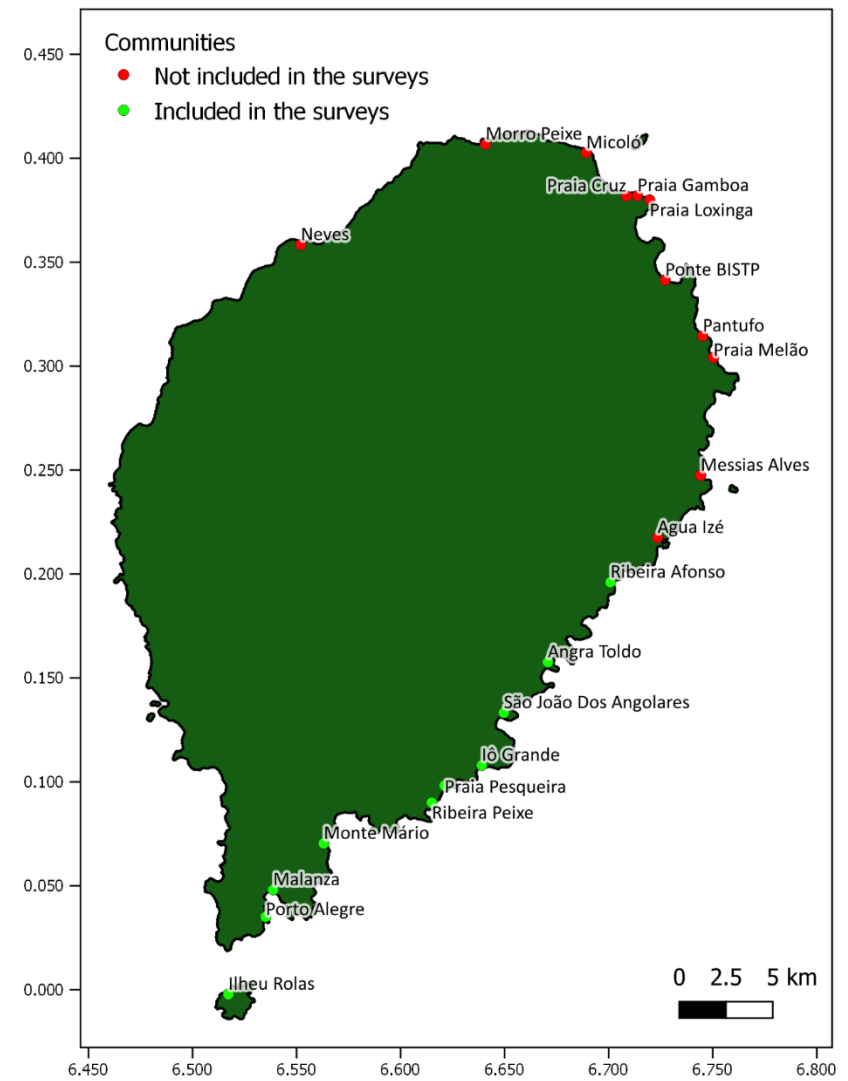 Communities
Not included in the surveys
Included in the surveys
0.450
0.400
0.350
0.300
0.250
0.200
0.150
0.100
0.050
0.000
Morro Peixe
Micoló
Praia Cruz
Praia Gamboa
Praia Loxinga
Neves
Ponte BISTP
Pantufo
Praia Melão
Messias Alves
Agua Izé
Ribeira Afonso
Angra Toldo
São João Dos Angolares
Iô Grande
Praia Pesqueira
Ribeira Peixe
Monte Mário
Malanza
Porto Alegre
Ilheu Rolas
0 2.5 5 km
6.450 6.500 6.550 6.600 6.650 6.700 6.750 6.800